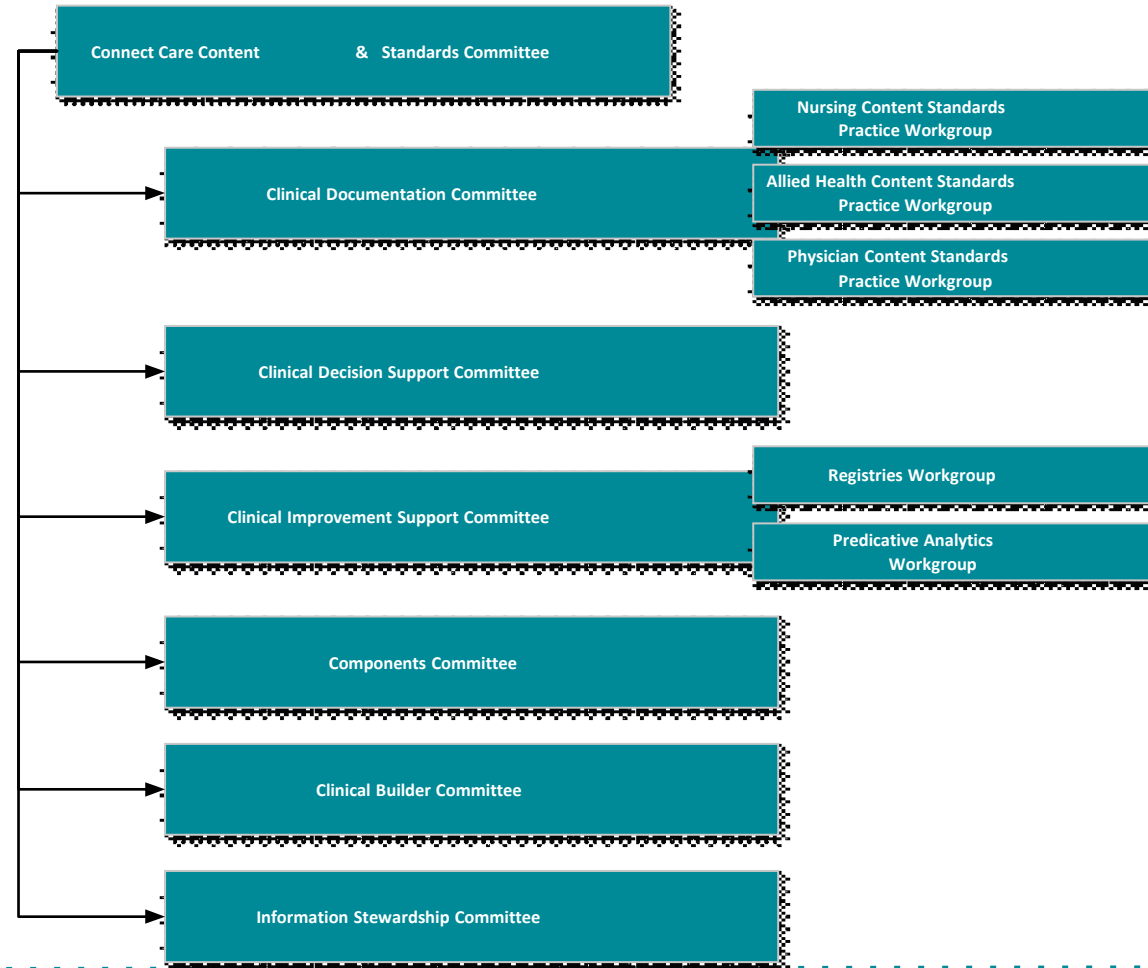 Connect Care Content & Standards Committee
Nursing Content Standards
Practice Workgroup
Clinical Documentation Committee
Allied Health Content Standards
Practice Workgroup
Physician Content Standards
Practice Workgroup
Clinical Decision Support Committee
Registries Workgroup
Clinical Improvement Support Committee
Predicative Analytics
Workgroup
Components Committee
Clinical Builder Committee
Information Stewardship Committee